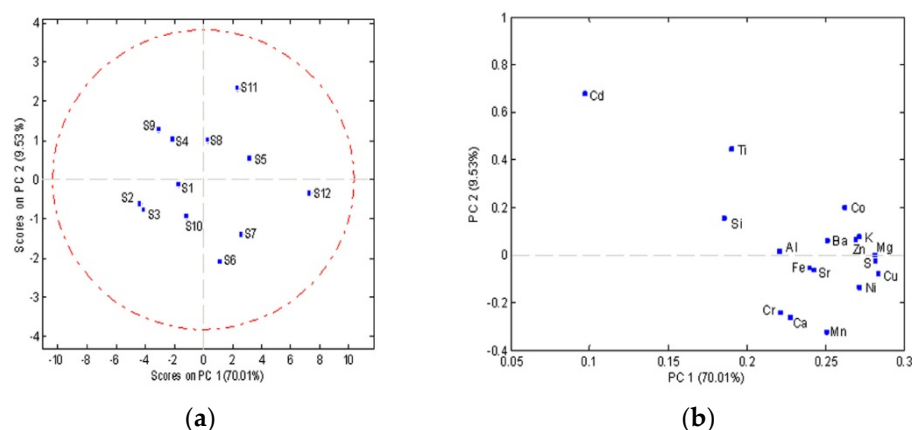 4
3
2
1
0
-1
-2
-3
-4
Scores on PC 2 (9.53%)
S11
S9
S4
S8
S5
S1
S12
S2
S3
S10
S7
S6
-10 -8 -6 -4 -2 0 2 4 6 8 10
Scores on PC 1 (70.01%)
(a)
1
0.8
0.6
0.4
0.2
0
-0.2
-0.4
PC 2 (9.53%)
Cd
Ti
Si
Co
Ba
K
Al
Zn
Mg
Fe
Sr
S
Cu
Ni
Cr
Ca
Mn
0.05 0.1 0.15 0.2 0.25 0.3
PC 1 (70.01%)
(b)